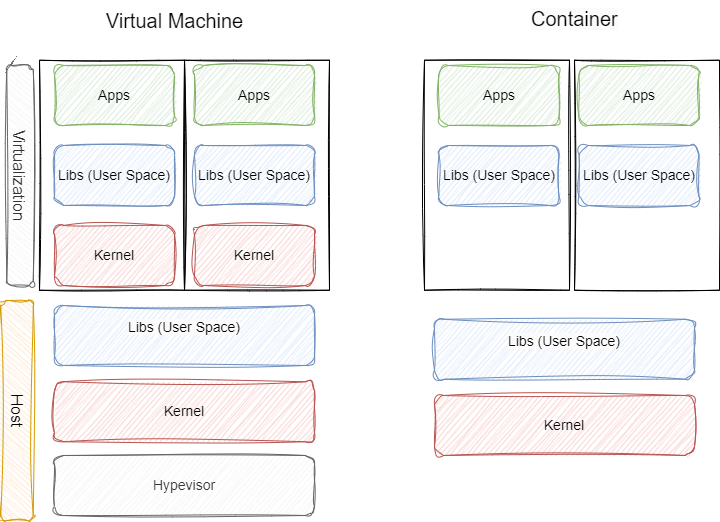 Virtual Machine
Container
Apps
Apps
Apps
Apps
Virtualization
Libs (User Space)
Libs (User Space)
Libs (User Space)
Libs (User Space)
Kernel
Kernel
Libs (User Space)
Libs (User Space)
Host
Kernel
Kernel
Hypevisor